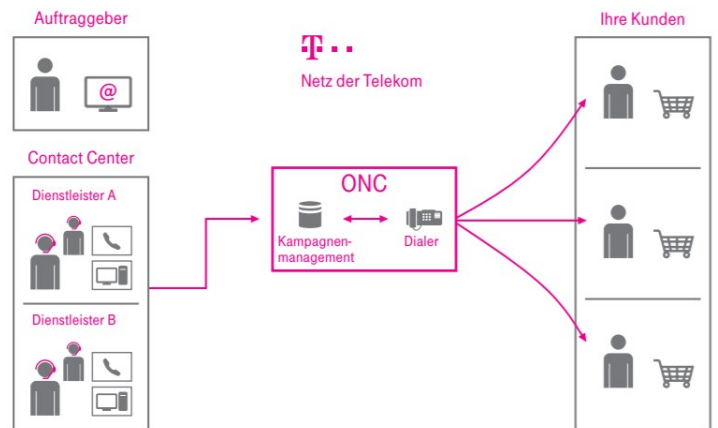 Auftraggeber
@
T
Netz der Telekom
Ihre Kunden
Contact Center
Dienstleister A
Dienstleister B
ONC
Kampagnen-
management
Dialer